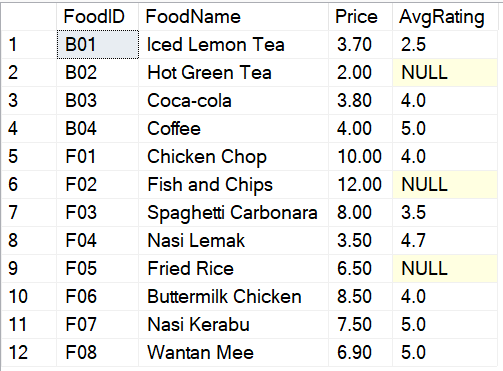 FoodID FoodName Price AvgRating
1 B01 Iced Lemon Tea 3.70 2.5
2 B02 Hot Green Tea 2.00 NULL
3 B03 Coca-cola 3.80 4.0
4 B04 Coffee 4.00 5.0
5 F01 Chicken Chop 10.00 4.0
6 F02 Fish and Chips 12.00 NULL
7 F03 Spaghetti Carbonara 8.00 3.5
8 F04 Nasi Lemak 3.50 4.7
9 F05 Fried Rice 6.50 NULL
10 F06 Buttermilk Chicken 8.50 4.0
11 F07 Nasi Kerabu 7.50 5.0
12 F08 Wantan Mee 6.90 5.0